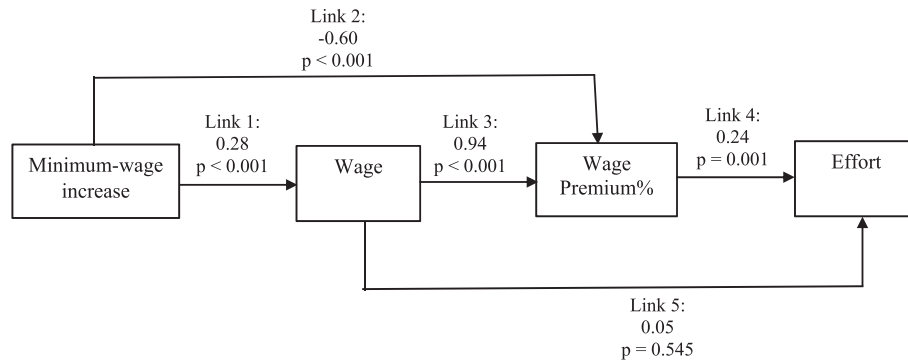 Link 2:
-0.60
p < 0.001
Link 1:
0.28
p < 0.001
Link 3:
0.94
p < 0.001
Link 4:
0.24
p = 0.001
Minimum-wage
increase
Wage
Wage
Premium%
Effort
Link 5:
0.05
p = 0.545